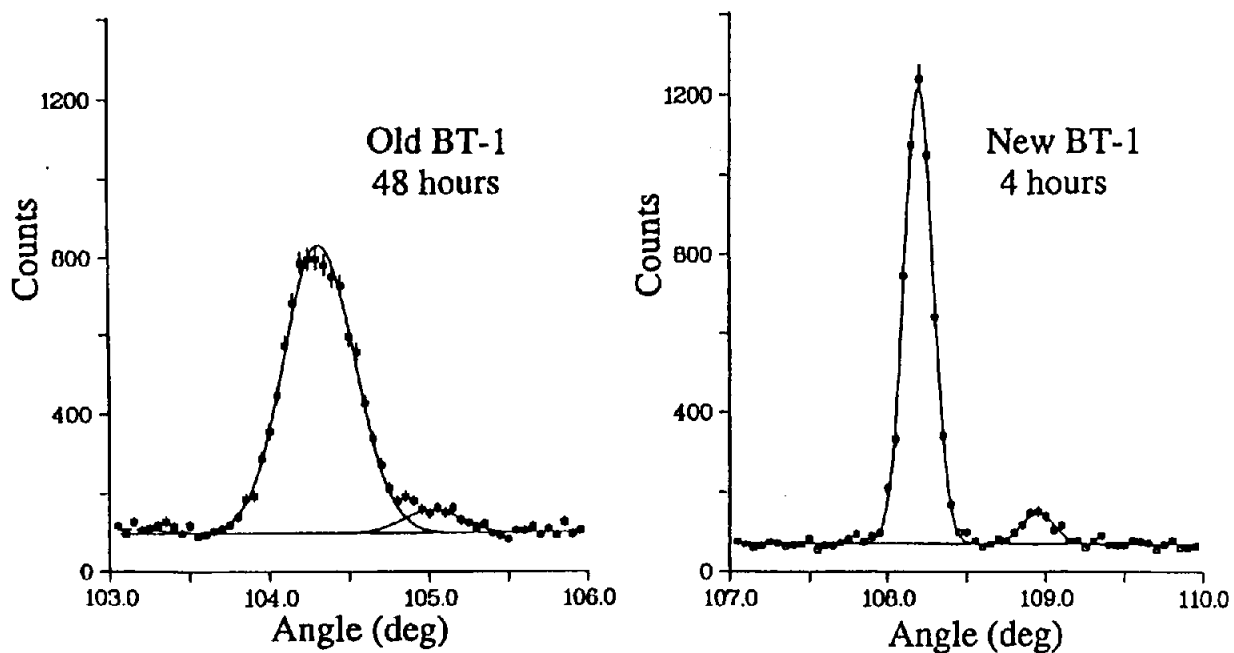 1200
800
400
0
Counts
Old BT-1
48 hours
103.0
104.0
105.0
106.0
Angle (deg)
1200
800
400
0
Counts
New BT-1
4 hours
107.0
108.0
109.0
110.0
Angle (deg)